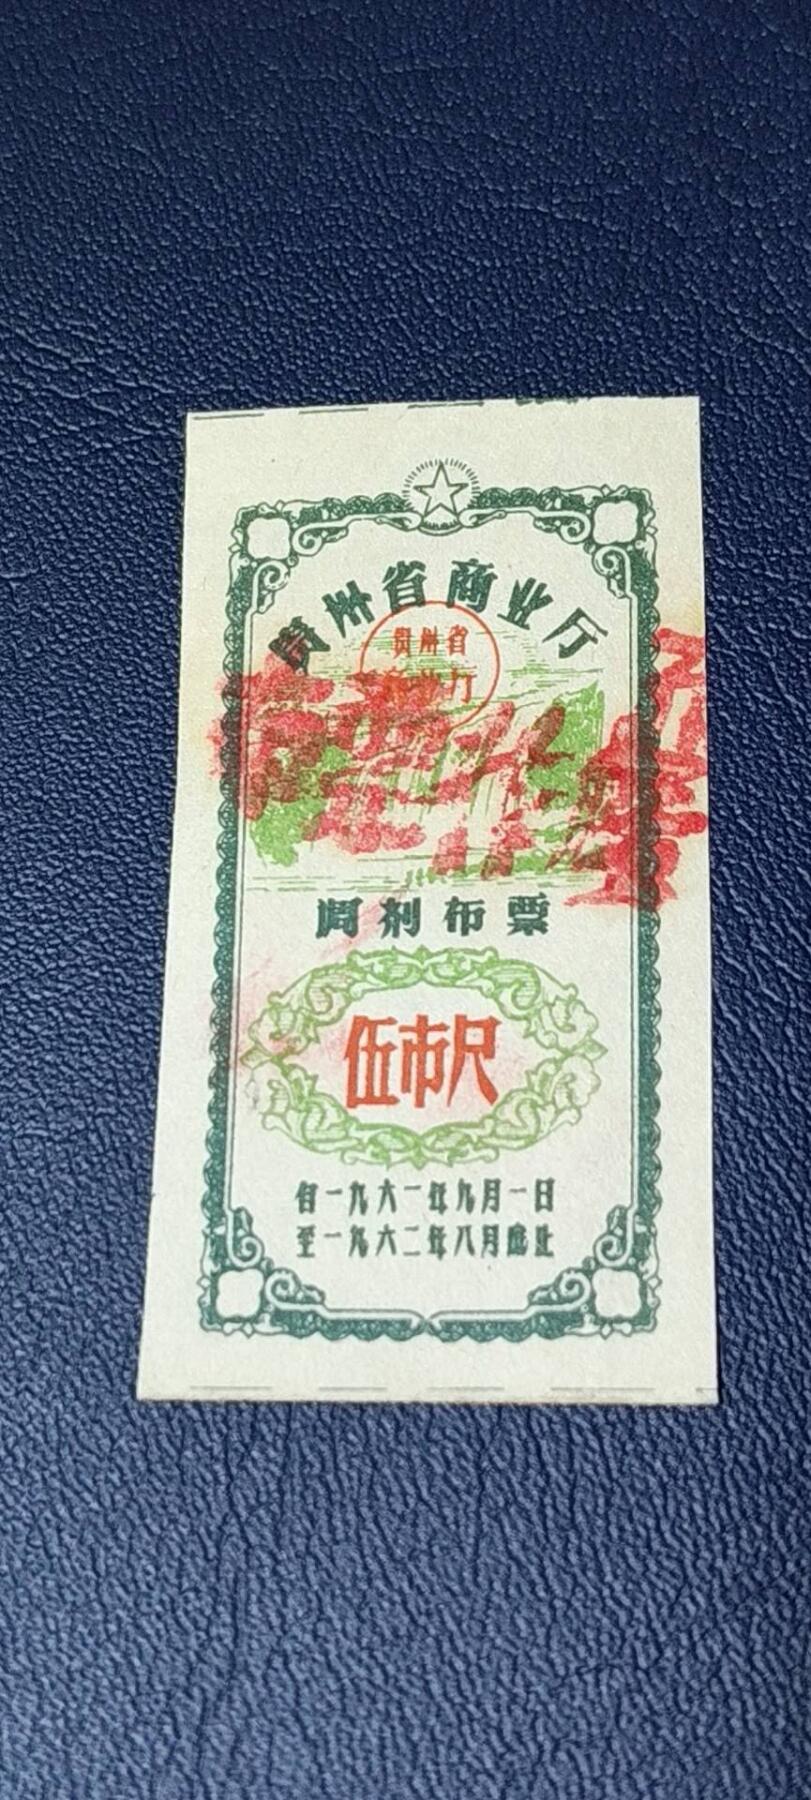 贵州省商业厅
贵州省
商业厅
调剂布票
伍市尺
自一九六一年九月一日
至一九六二年八月底止